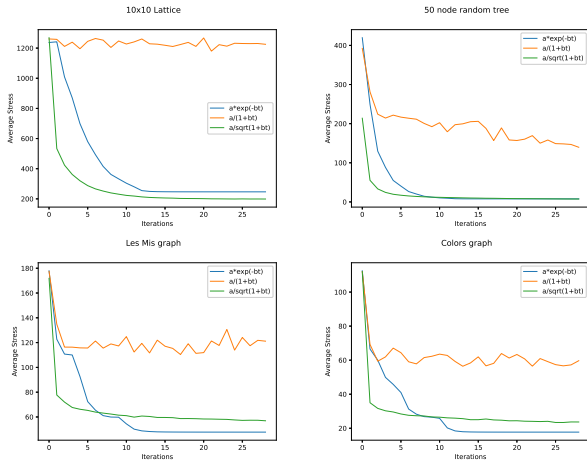 10x10 Lattice
Average Stress
1200
1000
800
600
400
200
0 5 10 15 20 25
Iterations
a*exp(-bt)
a/(1+bt)
a/sqrt(1+bt)
50 node random tree
Average Stress
400
300
200
100
0
0 5 10 15 20 25
Iterations
a*exp(-bt)
a/(1+bt)
a/sqrt(1+bt)
Les Mis graph
Average Stress
180
160
140
120
100
80
60
40
0 5 10 15 20 25
Iterations
a*exp(-bt)
a/(1+bt)
a/sqrt(1+bt)
Colors graph
Average Stress
100
80
60
40
20
0 5 10 15 20 25
Iterations
a*exp(-bt)
a/(1+bt)
a/sqrt(1+bt)